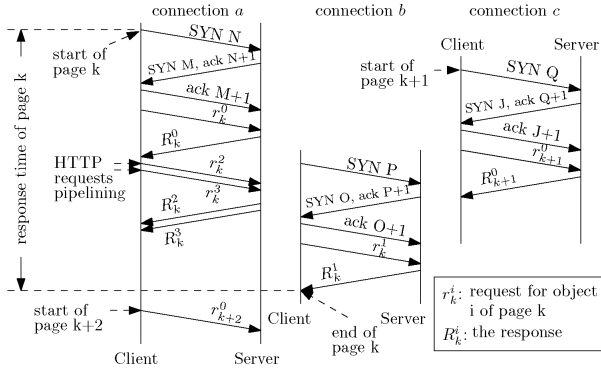 connection a
connection b
connection c
start of
page k
SYN N
SYN M, ack N+1
ack M+1
r_k^0
R_k^0
HTTP
requests
pipelining
r_k^2
r_k^3
R_k^2
R_k^3
response time of page k
start of
page k+2
r_{k+2}^0
Client
Server
SYN P
SYN O, ack P+1
ack O+1
r_k^1
R_k^1
Client
Server
end of
page k
Client
Server
start of
page k+1
SYN Q
SYN J, ack Q+1
ack J+1
r_{k+1}^0
R_{k+1}^0
r_k^i: request for object
i of page k
R_k^i: the response